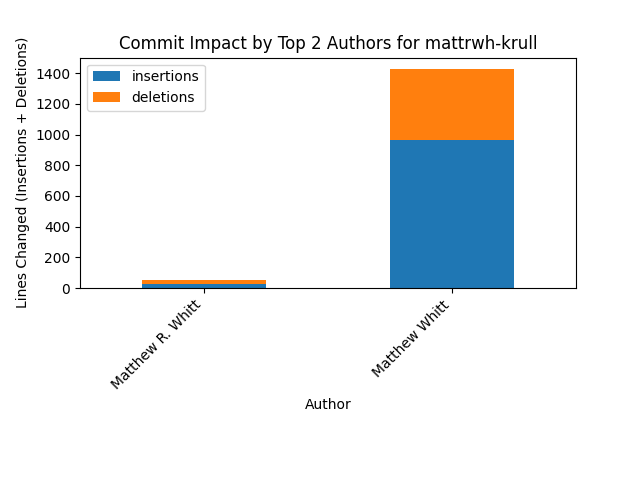 Commit Impact by Top 2 Authors for mattrwh-krull
insertions
deletions
Lines Changed (Insertions + Deletions)
1400
1200
1000
800
600
400
200
0
Matthew R. Whitt
Matthew Whitt
Author